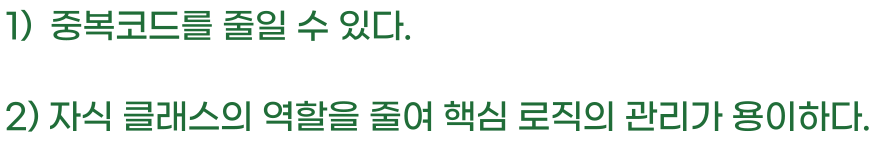 1) 중복코드를 줄일 수 있다.
2) 자식 클래스의 역할을 줄여 핵심 로직의 관리가 용이하다.